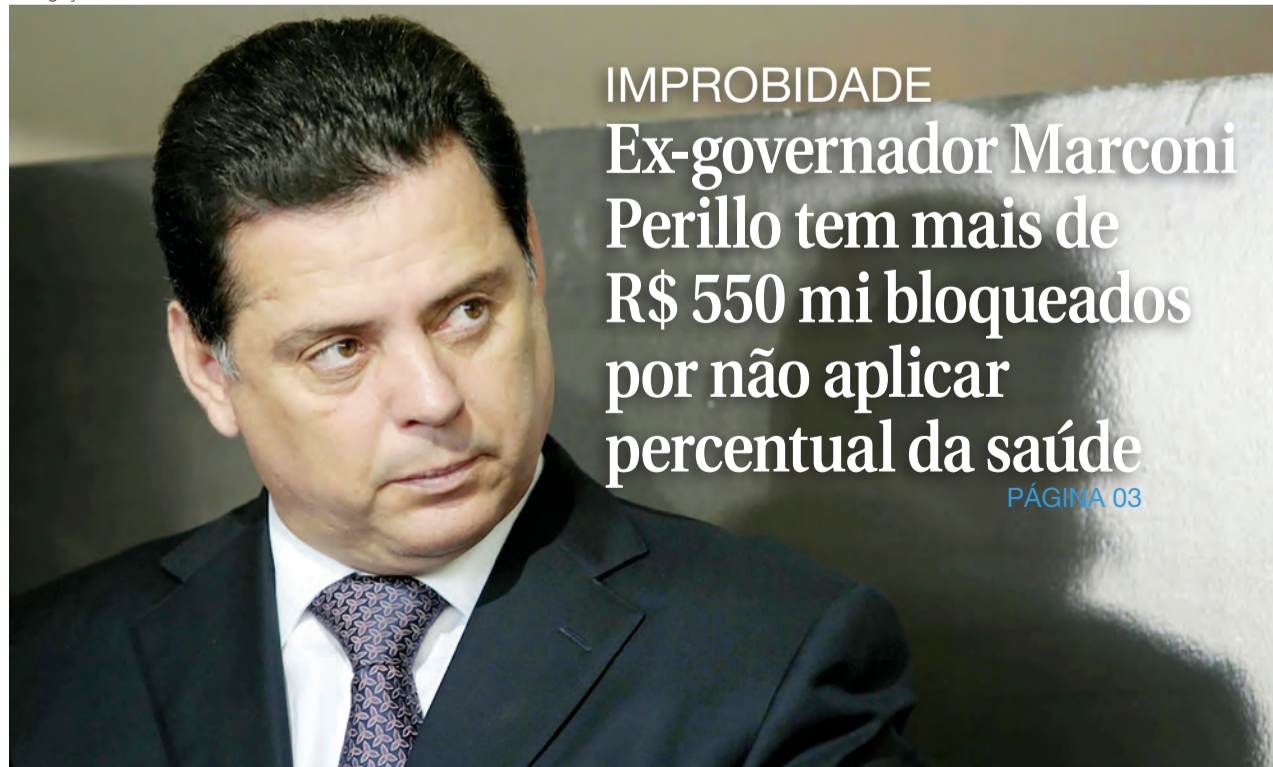 IMPROBIDADE
Ex-governador Marconi
Perillo tem mais de
R$ 550 mi bloqueados
por não aplicar
percentual da saúde
PÁGINA 03